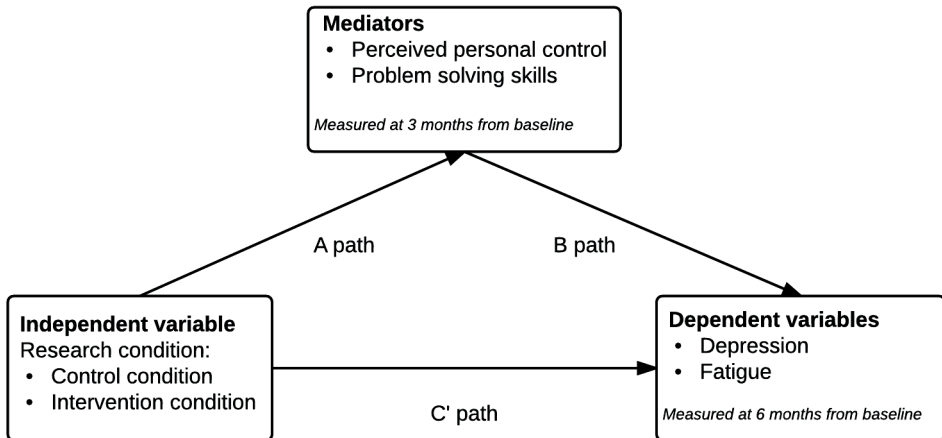 Mediators
• Perceived personal control
• Problem solving skills
Measured at 3 months from baseline
A path
B path
Independent variable
Research condition:
• Control condition
• Intervention condition
Dependent variables
• Depression
• Fatigue
Measured at 6 months from baseline
C' path